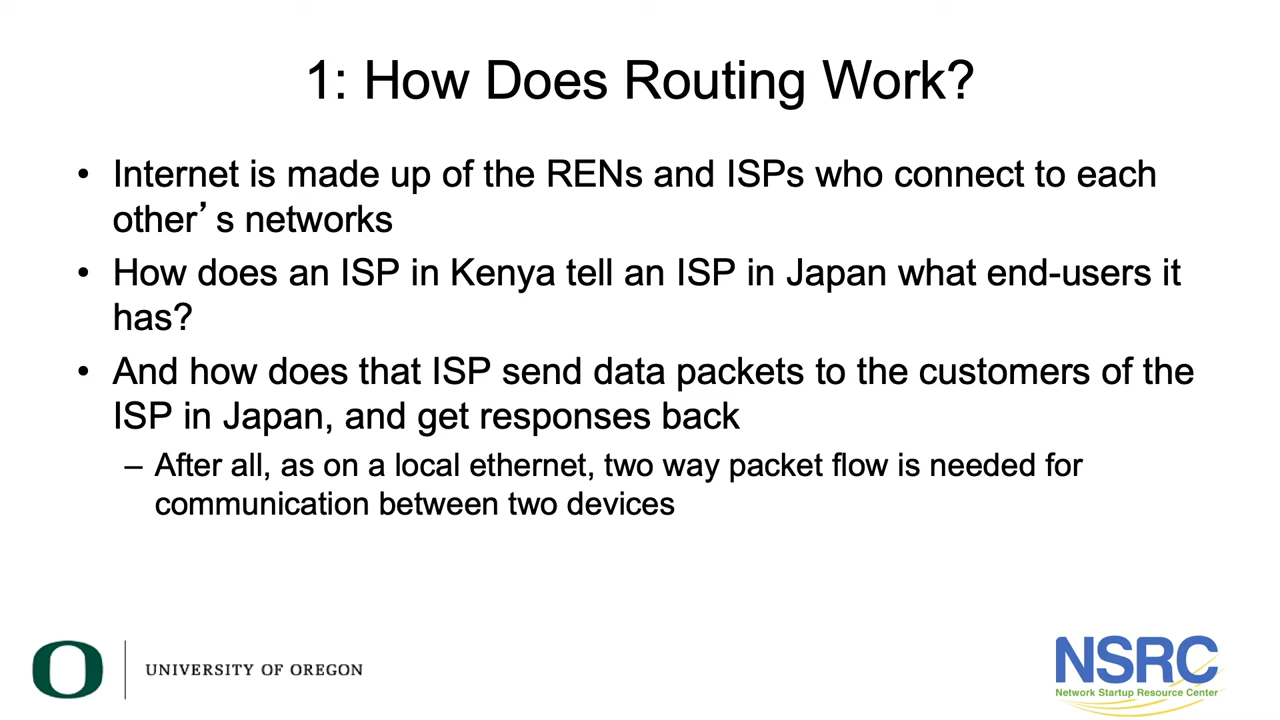 1: How Does Routing Work?
• Internet is made up of the RENs and ISPs who connect to each
other’s networks
• How does an ISP in Kenya tell an ISP in Japan what end-users it
has?
• And how does that ISP send data packets to the customers of the
ISP in Japan, and get responses back
– After all, as on a local ethernet, two way packet flow is needed for
communication between two devices
O
UNIVERSITY OF OREGON
NSRC
Network Startup Resource Center